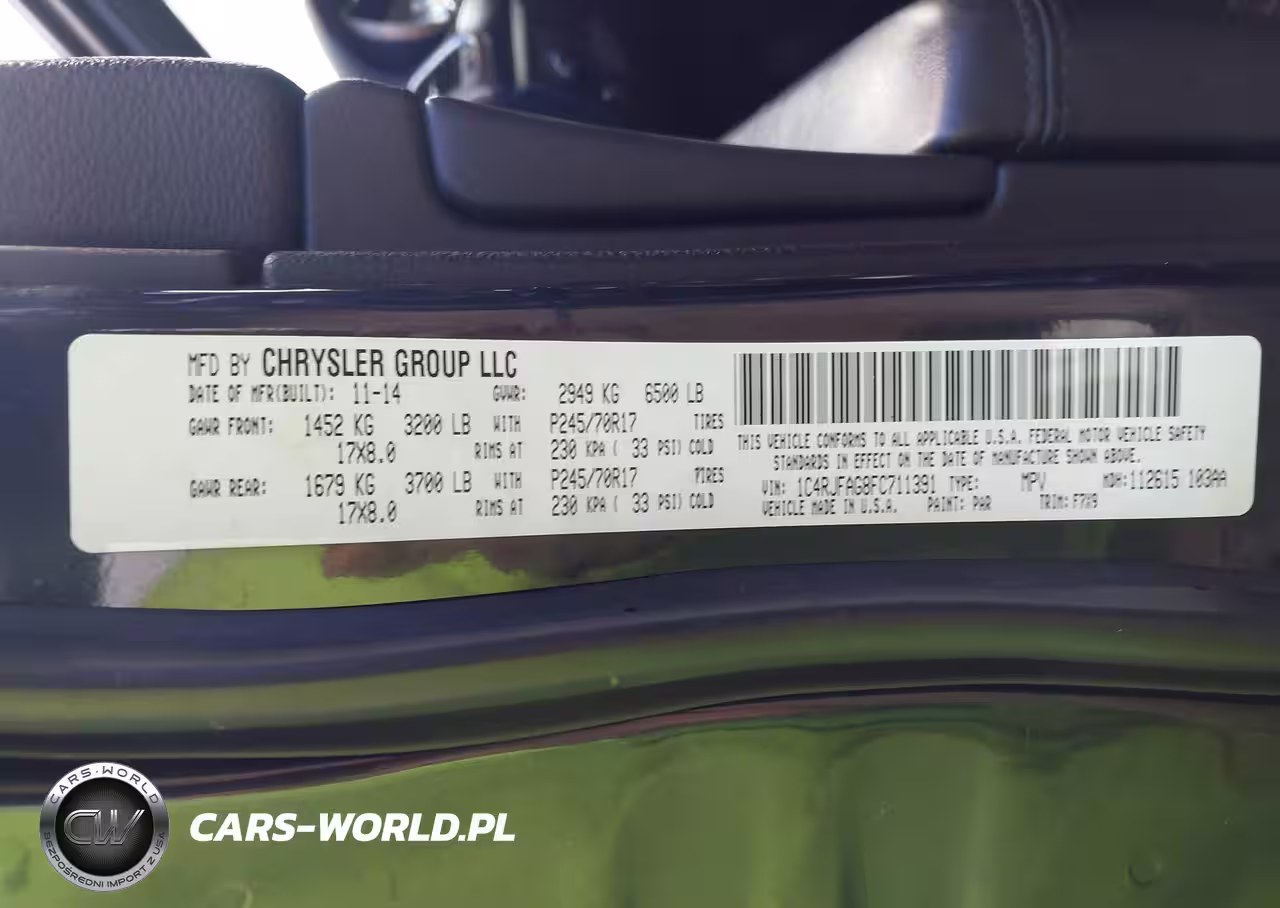 MFD BY CHRYSLER GROUP LLC
DATE OF MFR(BUILT): 11-14 GVWR: 2949 KG 6500 LB
GAWR FRONT: 1452 KG 3200 LB WITH P245/70R17 TIRES
17X8.0 RIMS AT 230 KPA ( 33 PSI) COLD
GAWR REAR: 1679 KG 3700 LB WITH P245/70R17 TIRES
17X8.0 RIMS AT 230 KPA ( 33 PSI) COLD
THIS VEHICLE CONFORMS TO ALL APPLICABLE U.S.A. FEDERAL MOTOR VEHICLE SAFETY
STANDARDS IN EFFECT ON THE DATE OF MANUFACTURE SHOWN ABOVE.
VIN: 1C4RJFAG8FC711391 TYPE: MPV MDH:112615 103AA
VEHICLE MADE IN U.S.A. PAINT: PAR TRIM: F7X9
CARS-WORLD
CW
BEZPOŚREDNI IMPORT Z USA
CARS-WORLD.PL